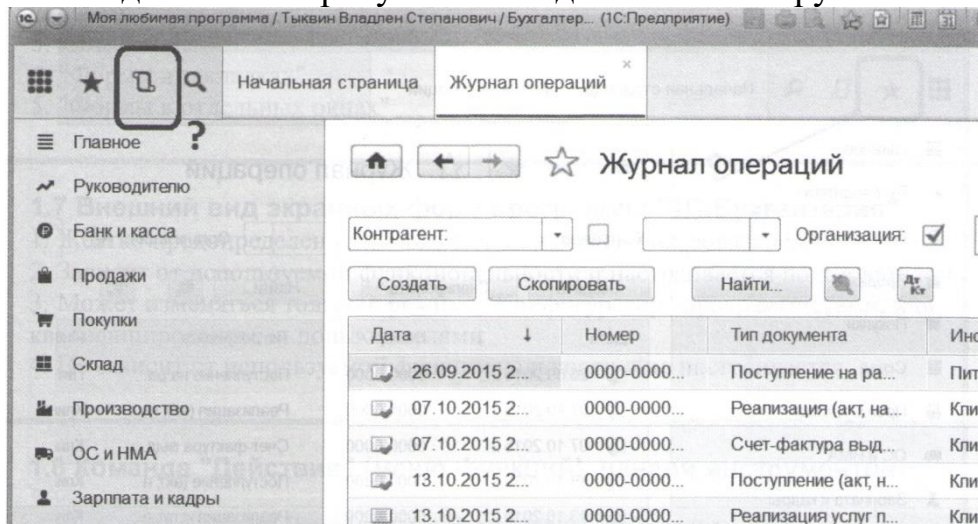 Моя любимая программа / Тыквин Владлен Степанович / Бухгалтер... (1С:Предприятие)
Начальная страница Журнал операций ×
?
Главное
Руководителю
Банк и касса
Продажи
Покупки
Склад
Производство
ОС и НМА
Зарплата и кадры
Журнал операций
Контрагент: Организация:
Создать Скопировать Найти... Дт Кт
Дата ↓ Номер Тип документа
26.09.2015 2... 0000-0000... Поступление на ра...
07.10.2015 2... 0000-0000... Реализация (акт, на...
07.10.2015 2... 0000-0000... Счет-фактура выд...
13.10.2015 2... 0000-0000... Поступление (акт, н...
13.10.2015 2... 0000-0000... Реализация услуг п...